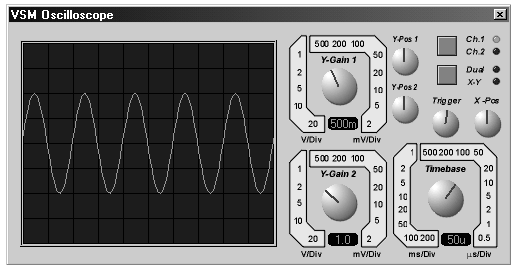 VSM Oscilloscope
500 200 100
1
2
5
10
20
Y-Gain 1
50
20
10
5
2
500m
V/Div
mV/Div
Y-Pos 1
Y-Pos 2
Ch.1
Ch.2
Dual
X-Y
Trigger
X -Pos
500 200 100
1
2
5
10
20
Y-Gain 2
50
20
10
5
2
1.0
V/Div
mV/Div
500 200 100 50
1
2
5
10
20
50
100 200
Timebase
20
10
5
2
1
0.5
50u
ms/Div
µs/Div